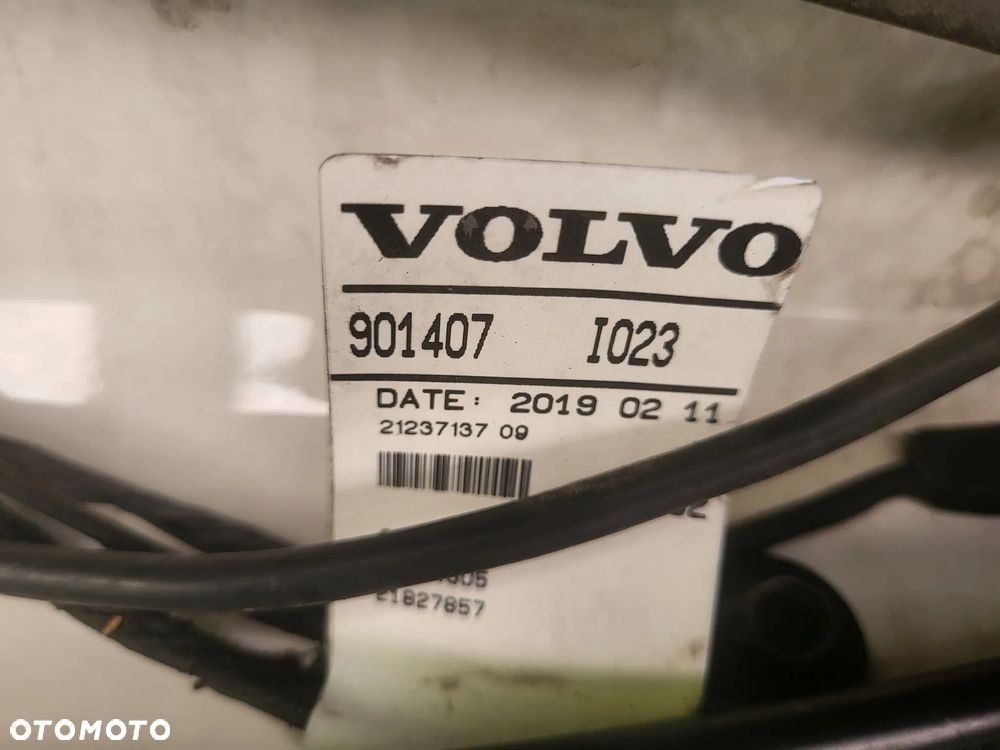 VOLVO
901407 I023
DATE: 2019 02 11
21237137 09
21827857
OTOMOTO